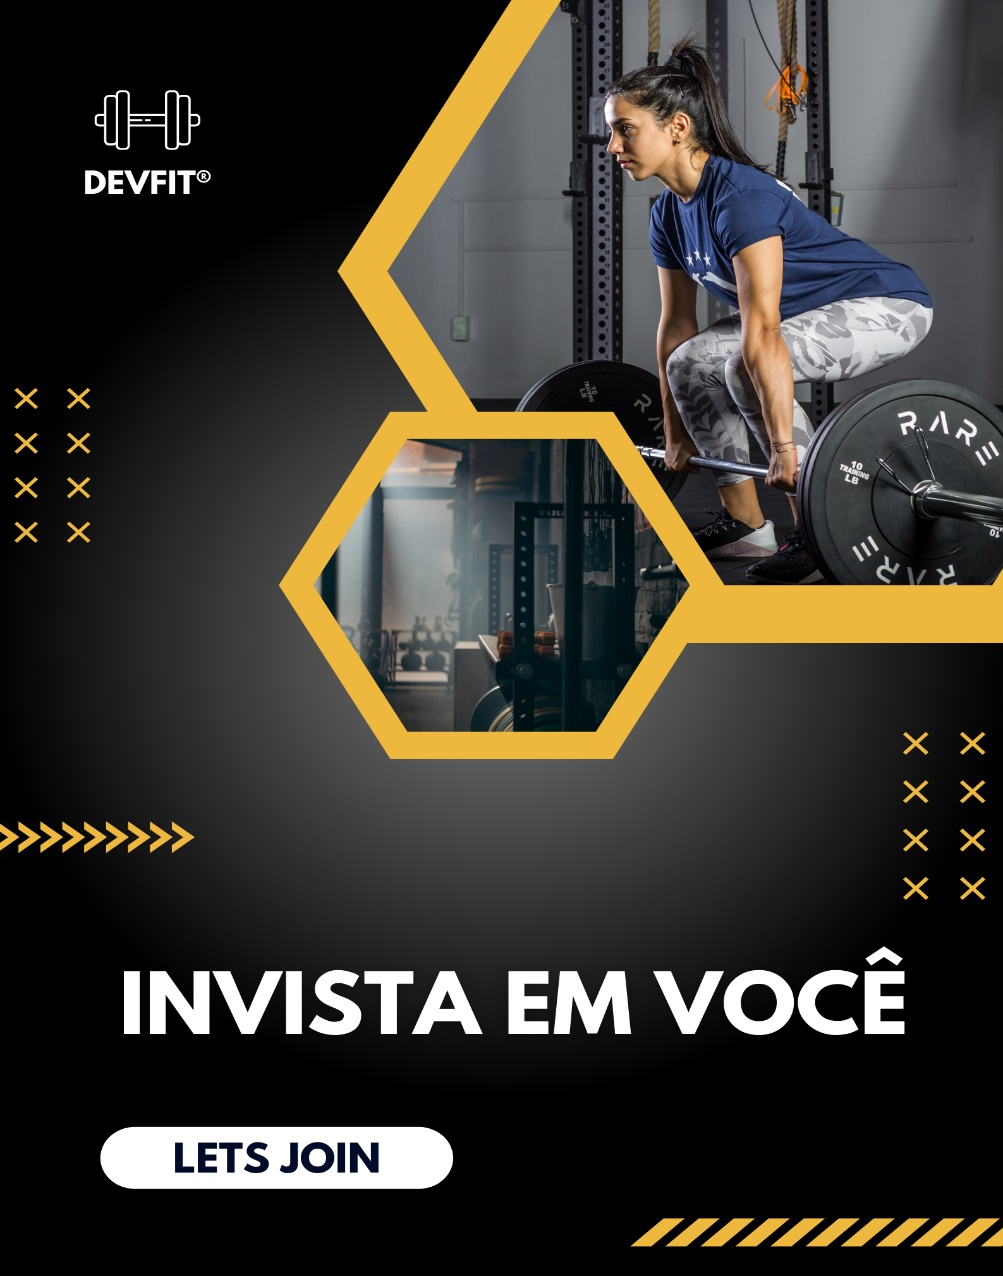 DEVFIT®
RARE
10
TRAINING
LB
RARE
INVISTA EM VOCÊ
LETS JOIN